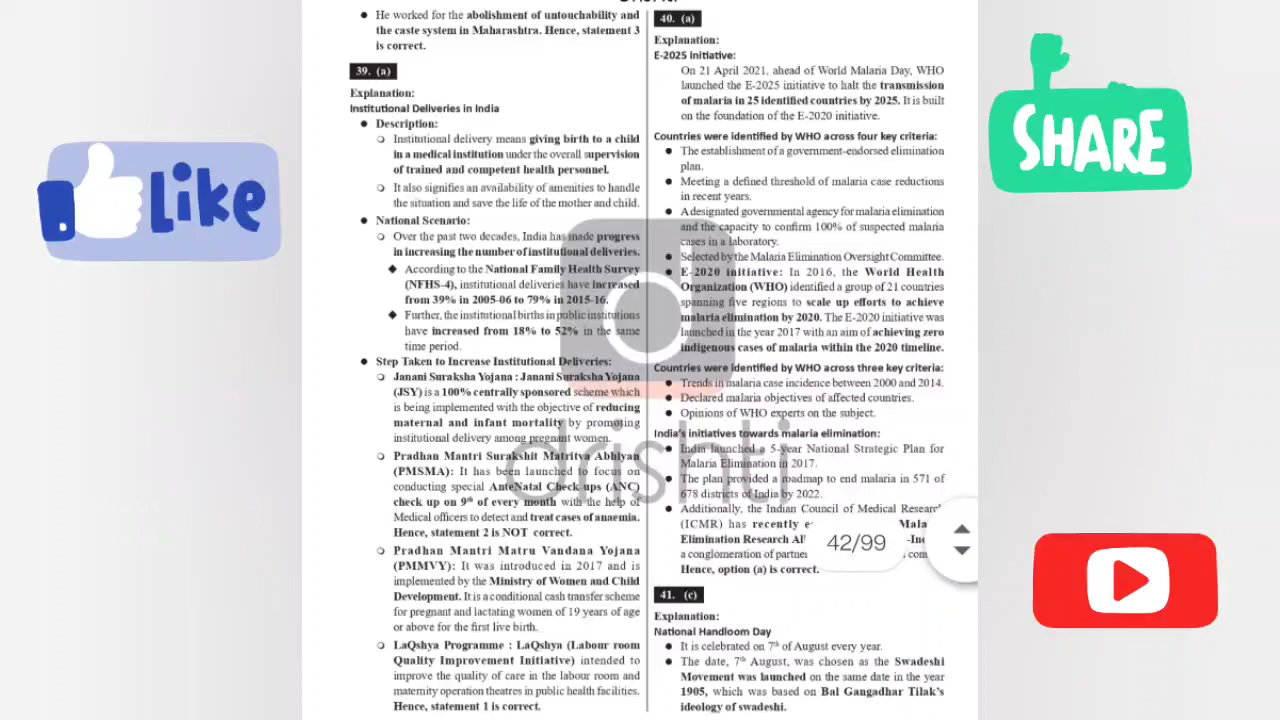 He worked for the abolishment of untouchability and
the caste system in Maharashtra. Hence, statement 3
is correct.
39. (a)
Explanation:
Institutional Deliveries in India
Description:
Institutional delivery means giving birth to a child
in a medical institution under the overall supervision
of trained and competent health personnel.
It also signifies an availability of amenities to handle
the situation and save the life of the mother and child.
National Scenario:
Over the past two decades, India has made progress
in increasing the number of institutional deliveries.
According to the National Family Health Survey
(NFHS-4), institutional deliveries have increased
from 39% in 2005-06 to 79% in 2015-16.
Further, the institutional births in public institutions
have increased from 18% to 52% in the same
time period.
Step Taken to Increase Institutional Deliveries:
Janani Suraksha Yojana : Janani Suraksha Yojana
(JSY) is a 100% centrally sponsored scheme which
is being implemented with the objective of reducing
maternal and infant mortality by promoting
institutional delivery among pregnant women.
Pradhan Mantri Surakshit Matritva Abhiyan
(PMSMA): It has been launched to focus on
conducting special AnteNatal Check ups (ANC)
check up on 9th of every month with the help of
Medical officers to detect and treat cases of anaemia.
Hence, statement 2 is NOT correct.
Pradhan Mantri Matru Vandana Yojana
(PMMVY): It was introduced in 2017 and is
implemented by the Ministry of Women and Child
Development. It is a conditional cash transfer scheme
for pregnant and lactating women of 19 years of age
or above for the first live birth.
LaQshya Programme : LaQshya (Labour room
Quality Improvement Initiative) intended to
improve the quality of care in the labour room and
maternity operation theatres in public health facilities.
Hence, statement 1 is correct.
40. (a)
Explanation:
E-2025 initiative:
On 21 April 2021, ahead of World Malaria Day, WHO
launched the E-2025 initiative to halt the transmission
of malaria in 25 identified countries by 2025. It is built
on the foundation of the E-2020 initiative.
Countries were identified by WHO across four key criteria:
The establishment of a government-endorsed elimination
plan.
Meeting a defined threshold of malaria case reductions
in recent years.
A designated governmental agency for malaria elimination
and the capacity to confirm 100% of suspected malaria
cases in a laboratory.
Selected by the Malaria Elimination Oversight Committee.
E-2020 initiative: In 2016, the World Health
Organization (WHO) identified a group of 21 countries
spanning five regions to scale up efforts to achieve
malaria elimination by 2020. The E-2020 initiative was
launched in the year 2017 with an aim of achieving zero
indigenous cases of malaria within the 2020 timeline.
Countries were identified by WHO across three key criteria:
Trends in malaria case incidence between 2000 and 2014.
Declared malaria objectives of affected countries.
Opinions of WHO experts on the subject.
India's initiatives towards malaria elimination:
India launched a 5-year National Strategic Plan for
Malaria Elimination in 2017.
The plan provided a roadmap to end malaria in 571 of
678 districts of India by 2022.
Additionally, the Indian Council of Medical Research
(ICMR) has recently
Elimination Research
a conglomeration of
Hence, option (a) is correct.
41. (c)
Explanation:
National Handloom Day
It is celebrated on 7th of August every year.
The date, 7th August, was chosen as the Swadeshi
Movement was launched on the same date in the year
1905, which was based on Bal Gangadhar Tilak's
ideology of swadeshi.
drishti
42/99
like
SHARE